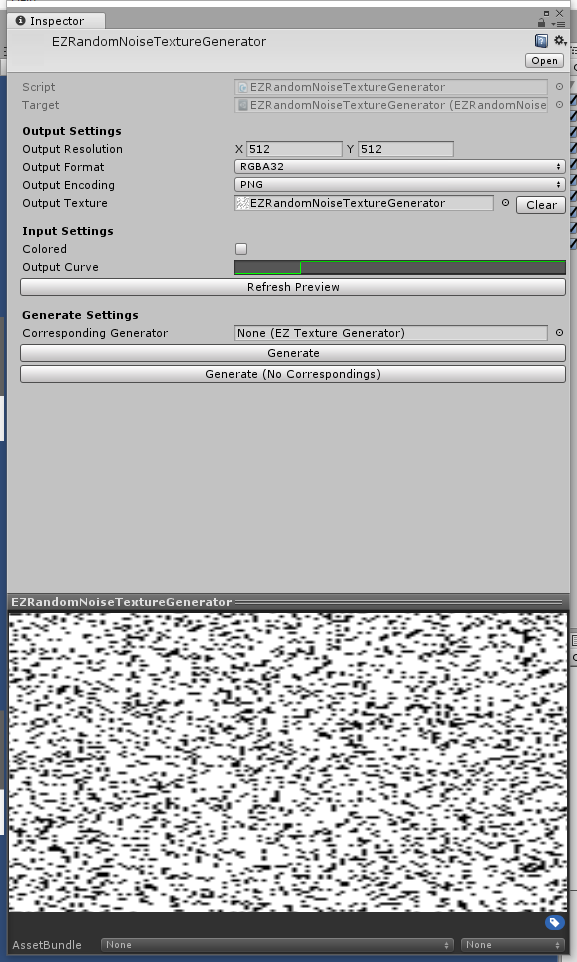 Inspector
EZRandomNoiseTextureGenerator
Open
Script EZRandomNoiseTextureGenerator
Target EZRandomNoiseTextureGenerator (EZRandomNoise
Output Settings
Output Resolution X 512 Y 512
Output Format RGBA32
Output Encoding PNG
Output Texture EZRandomNoiseTextureGenerator Clear
Input Settings
Colored
Output Curve
Refresh Preview
Generate Settings
Corresponding Generator None (EZ Texture Generator)
Generate
Generate (No Correspondings)
EZRandomNoiseTextureGenerator
AssetBundle None None